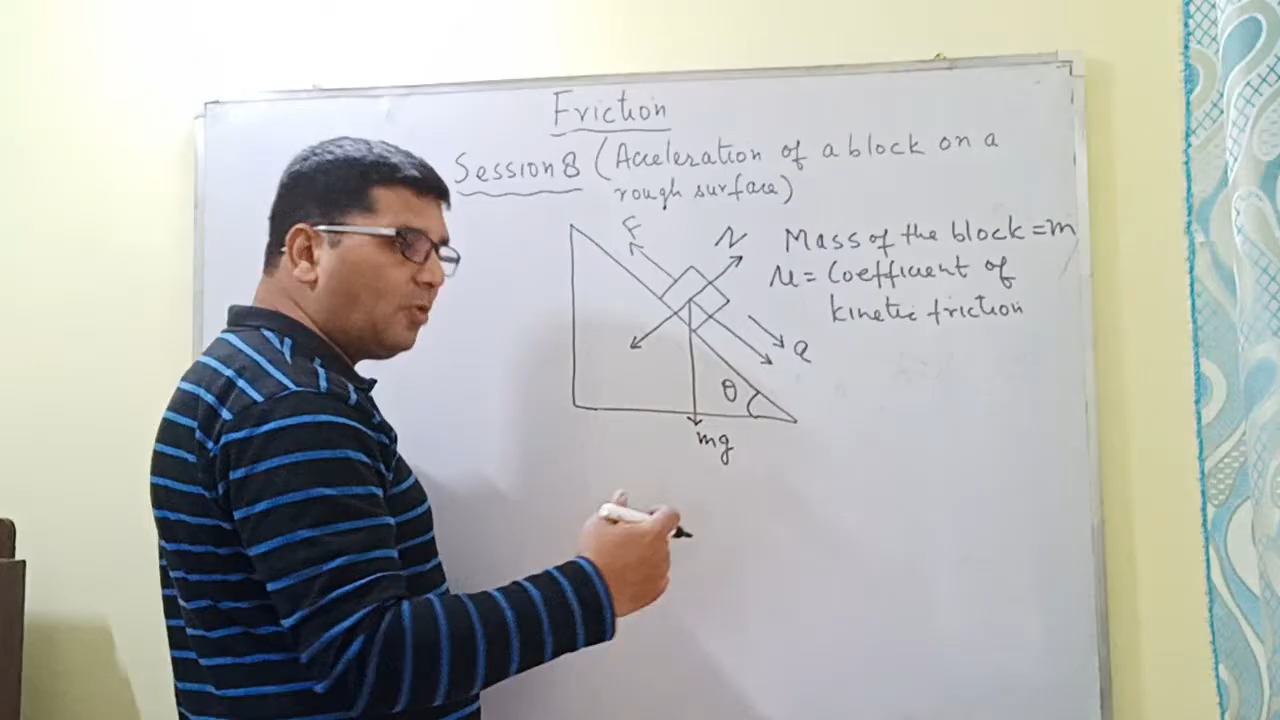 Friction
Session 8 (Acceleration of a block on a
rough surface)
F
N
Mass of the block = m
μ = Coefficient of
kinetic friction
a
θ
mg